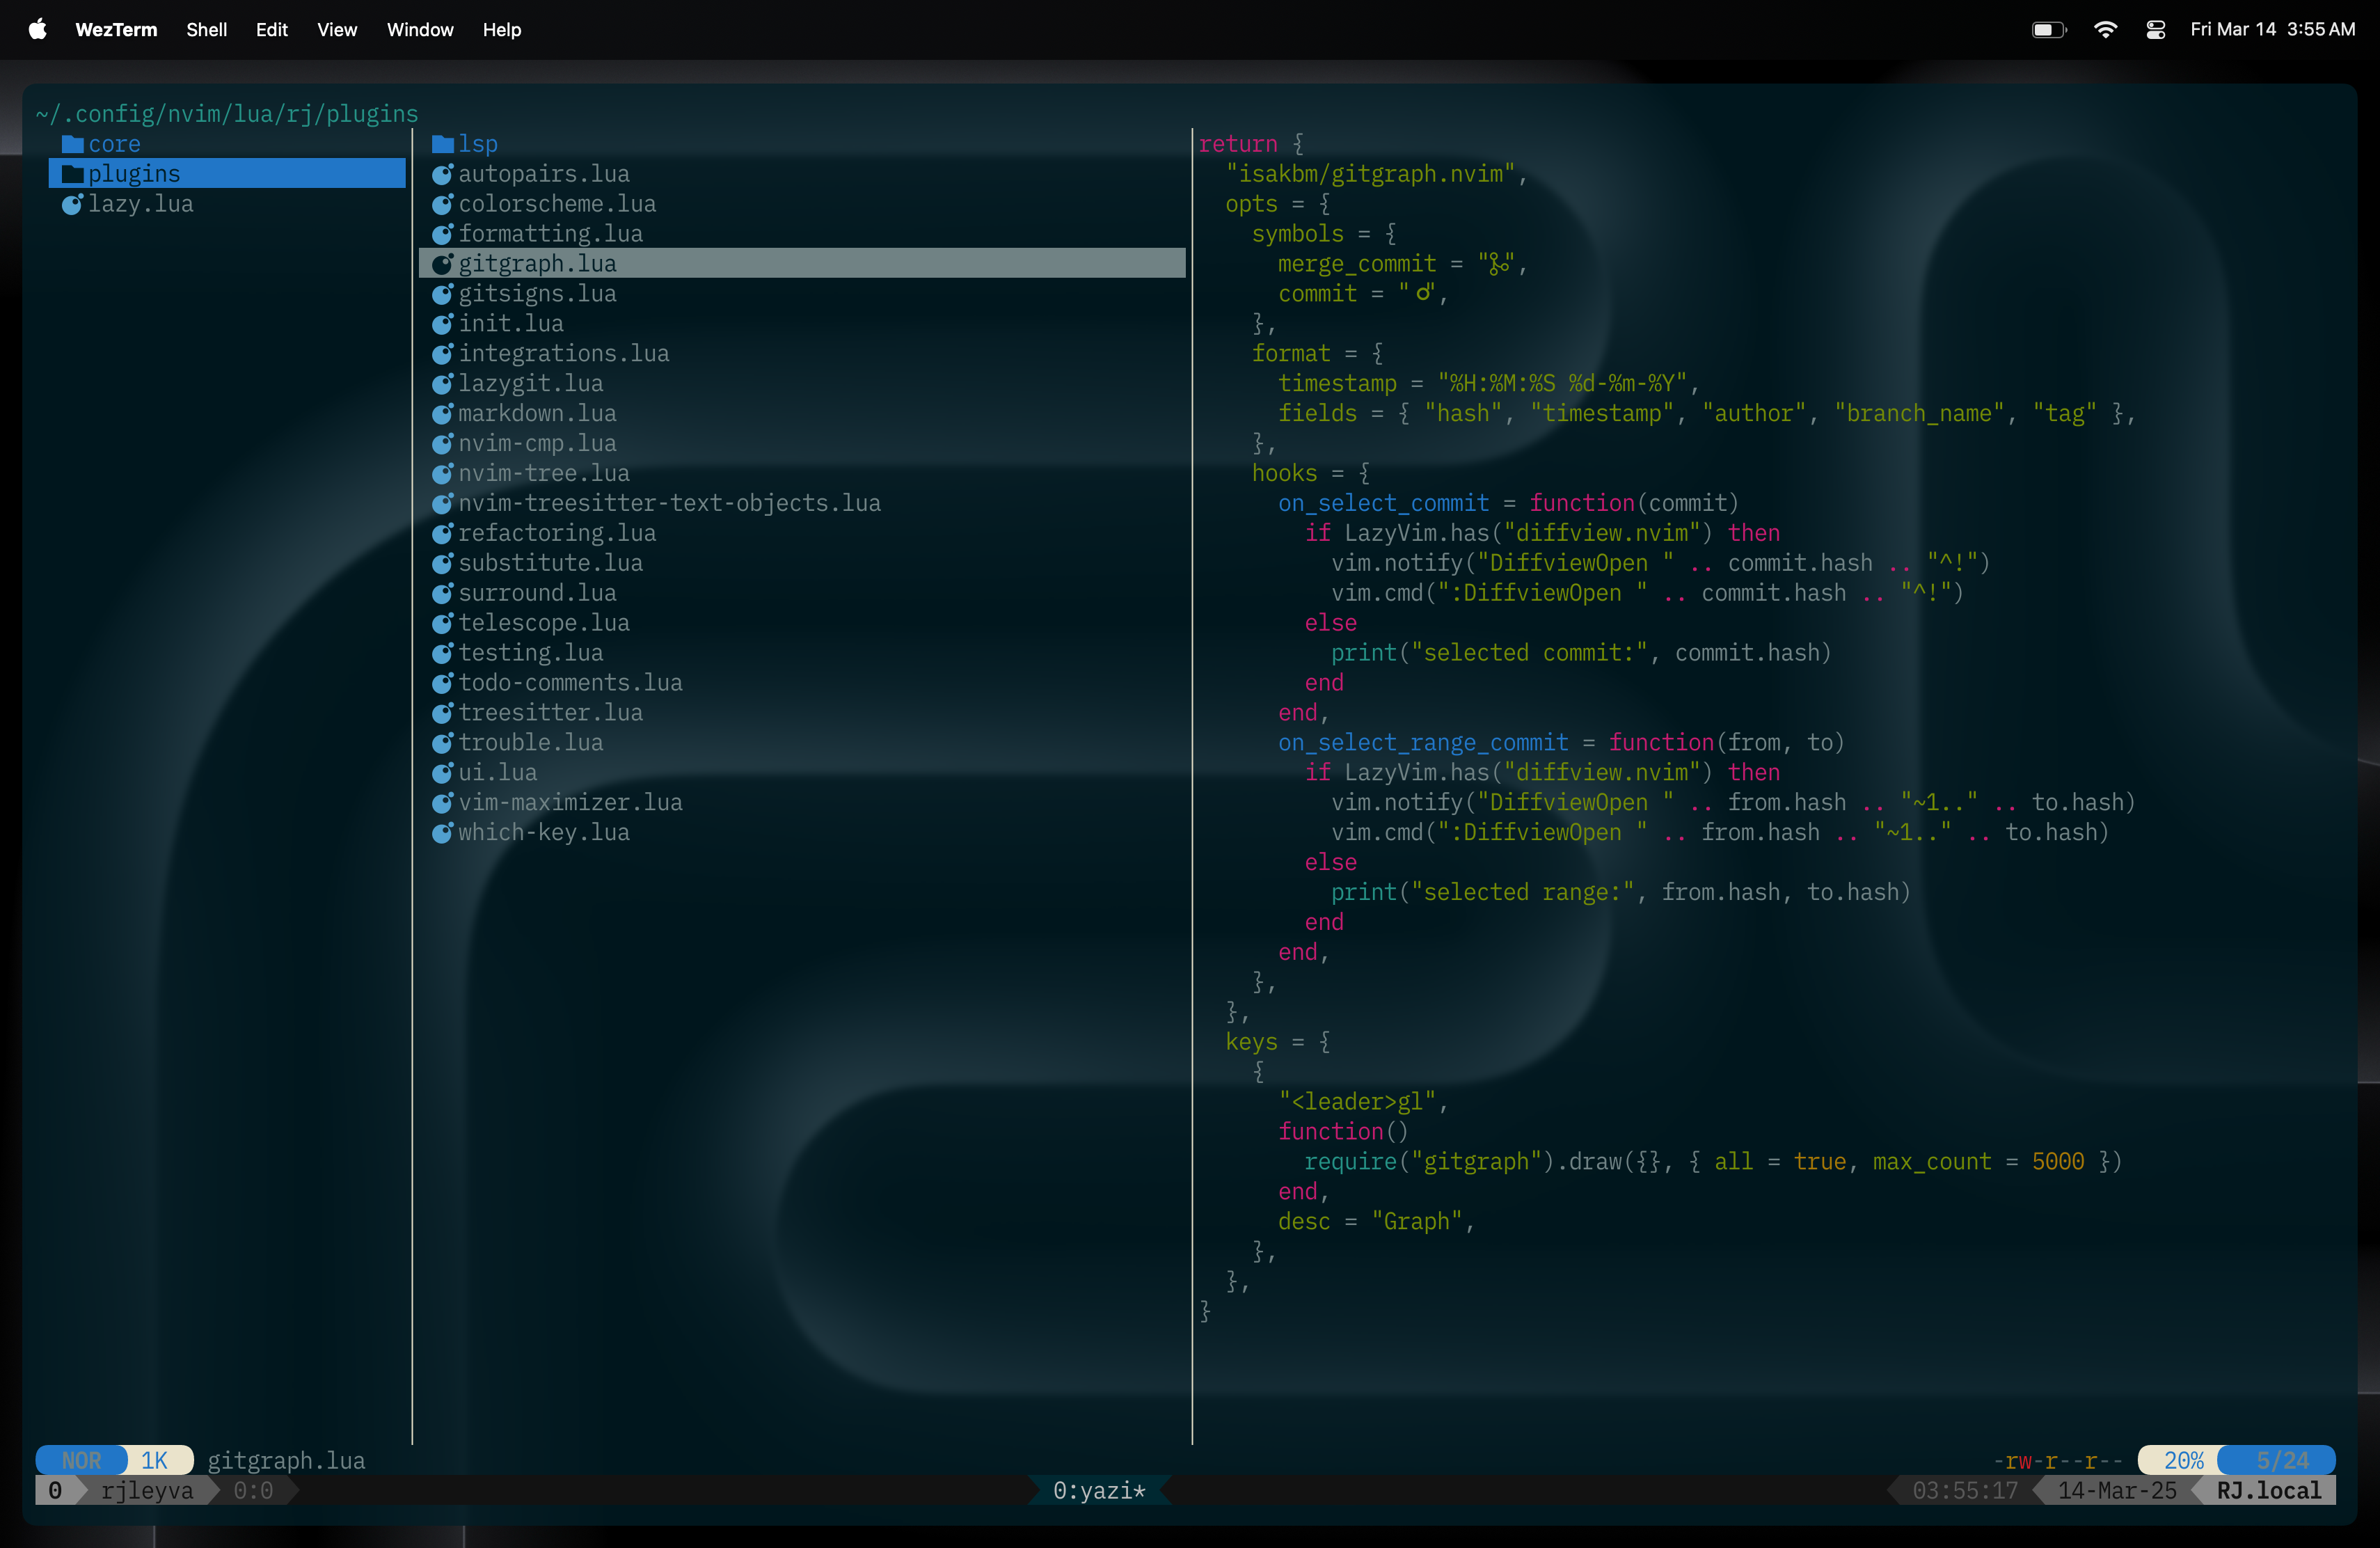 WezTerm Shell Edit View Window Help Fri Mar 14 3:55 AM
~/.config/nvim/lua/rj/plugins
core
plugins
lazy.lua
lsp
autopairs.lua
colorscheme.lua
formatting.lua
gitgraph.lua
gitsigns.lua
init.lua
integrations.lua
lazygit.lua
markdown.lua
nvim-cmp.lua
nvim-tree.lua
nvim-treesitter-text-objects.lua
refactoring.lua
substitute.lua
surround.lua
telescope.lua
testing.lua
todo-comments.lua
treesitter.lua
trouble.lua
ui.lua
vim-maximizer.lua
which-key.lua
return {
  "isakbm/gitgraph.nvim",
  opts = {
    symbols = {
      merge_commit = "",
      commit = "",
    },
    format = {
      timestamp = "%H:%M:%S %d-%m-%Y",
      fields = { "hash", "timestamp", "author", "branch_name", "tag" },
    },
    hooks = {
      on_select_commit = function(commit)
        if LazyVim.has("diffview.nvim") then
          vim.notify("DiffviewOpen " .. commit.hash .. "^!")
          vim.cmd(":DiffviewOpen " .. commit.hash .. "^!")
        else
          print("selected commit:", commit.hash)
        end
      end,
      on_select_range_commit = function(from, to)
        if LazyVim.has("diffview.nvim") then
          vim.notify("DiffviewOpen " .. from.hash .. "~1.." .. to.hash)
          vim.cmd(":DiffviewOpen " .. from.hash .. "~1.." .. to.hash)
        else
          print("selected range:", from.hash, to.hash)
        end
      end,
    },
  },
  keys = {
    {
      "<leader>gl",
      function()
        require("gitgraph").draw({}, { all = true, max_count = 5000 })
      end,
      desc = "Graph",
    },
  },
}
NOR 1K gitgraph.lua -rw-r--r-- 20% 5/24
0 rjleyva 0:0 0:yazi* 03:55:17 14-Mar-25 RJ.local